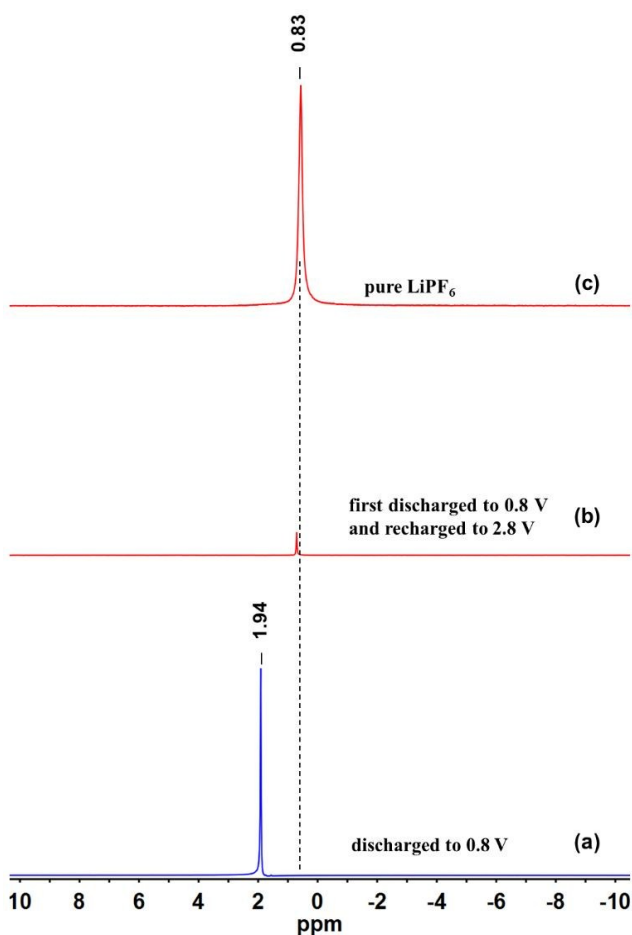 0.83
pure LiPF₆ (c)
first discharged to 0.8 V
and recharged to 2.8 V (b)
1.94
discharged to 0.8 V (a)
10 8 6 4 2 0 -2 -4 -6 -8 -10
ppm